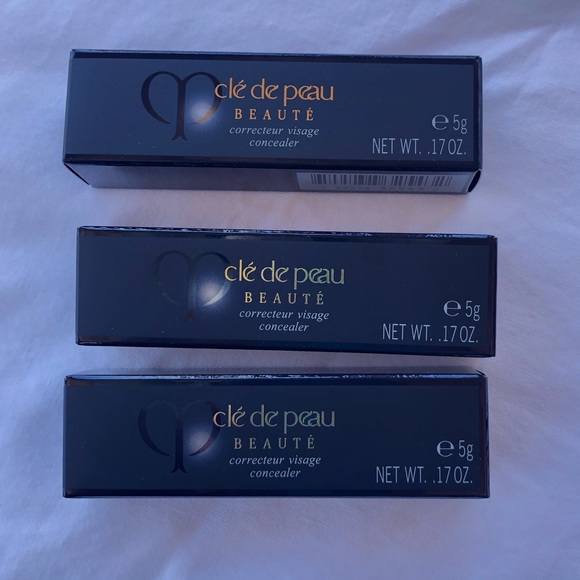 clé de peau
BEAUTÉ
correcteur visage
concealer
℮ 5g
NET WT. .17 OZ.
clé de peau
BEAUTÉ
correcteur visage
concealer
℮ 5g
NET WT. .17 OZ.
clé de peau
BEAUTÉ
correcteur visage
concealer
℮ 5g
NET WT. .17 OZ.